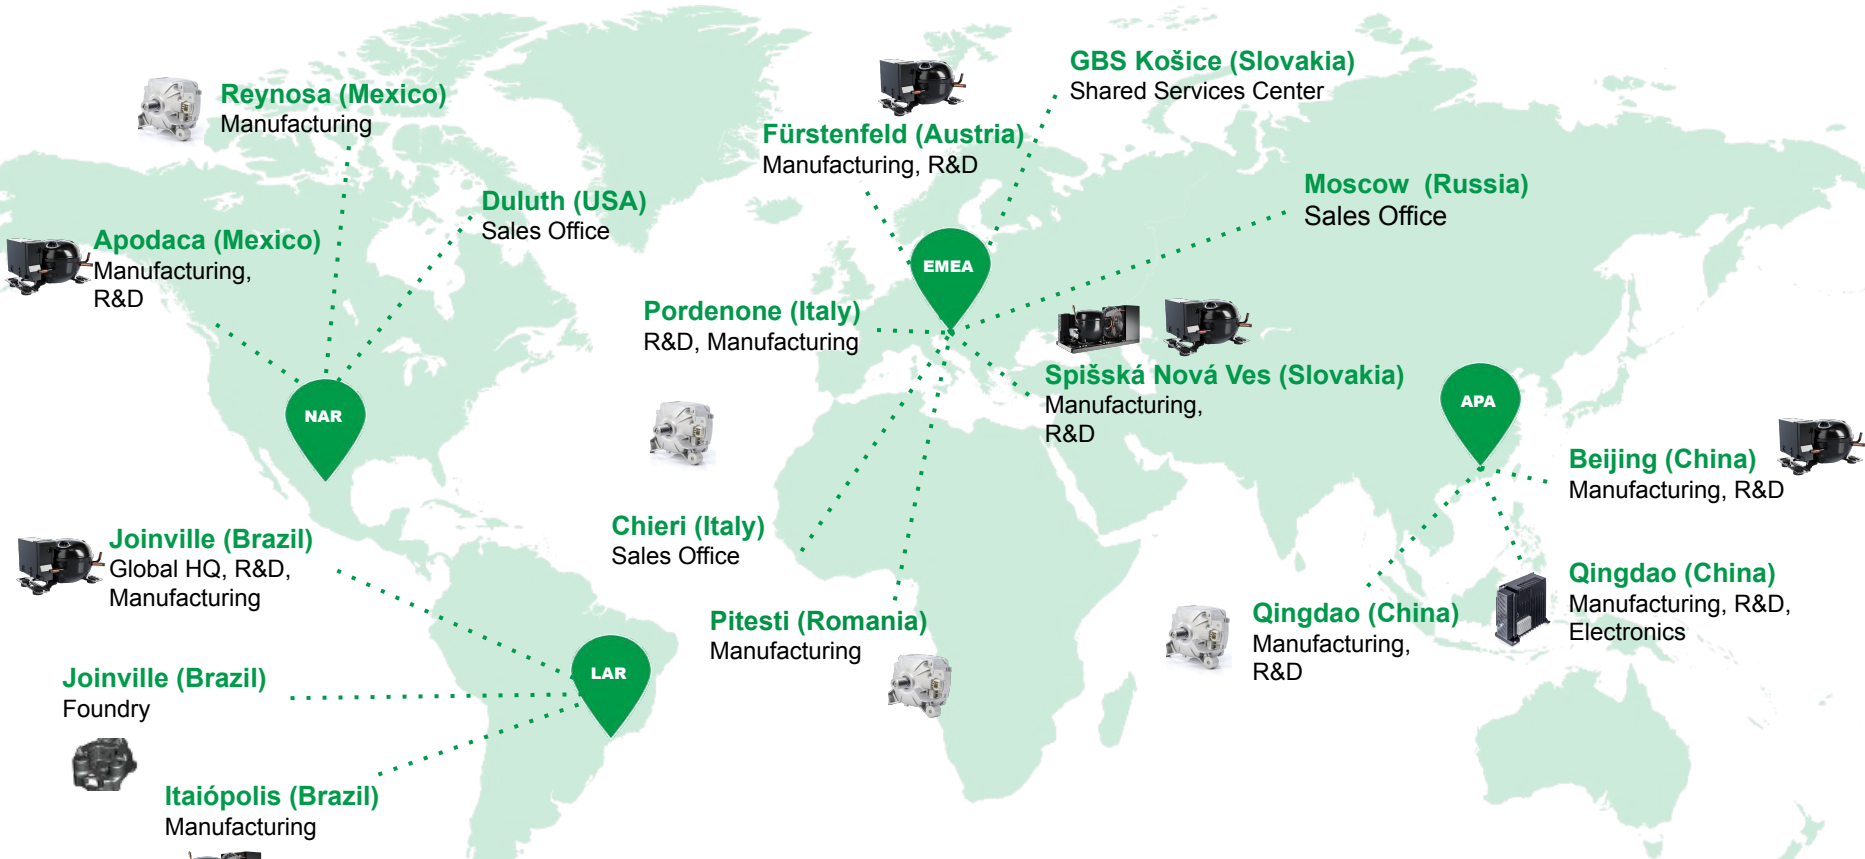 Reynosa (Mexico)
Manufacturing
Duluth (USA)
Sales Office
Apodaca (Mexico)
Manufacturing,
R&D
NAR
Joinville (Brazil)
Global HQ, R&D,
Manufacturing
Joinville (Brazil)
Foundry
Itaiópolis (Brazil)
Manufacturing
LAR
GBS Košice (Slovakia)
Shared Services Center
Fürstenfeld (Austria)
Manufacturing, R&D
Moscow (Russia)
Sales Office
EMEA
Pordenone (Italy)
R&D, Manufacturing
Spišská Nová Ves (Slovakia)
Manufacturing,
R&D
Chieri (Italy)
Sales Office
Pitesti (Romania)
Manufacturing
APA
Beijing (China)
Manufacturing, R&D
Qingdao (China)
Manufacturing, R&D,
Electronics
Qingdao (China)
Manufacturing,
R&D